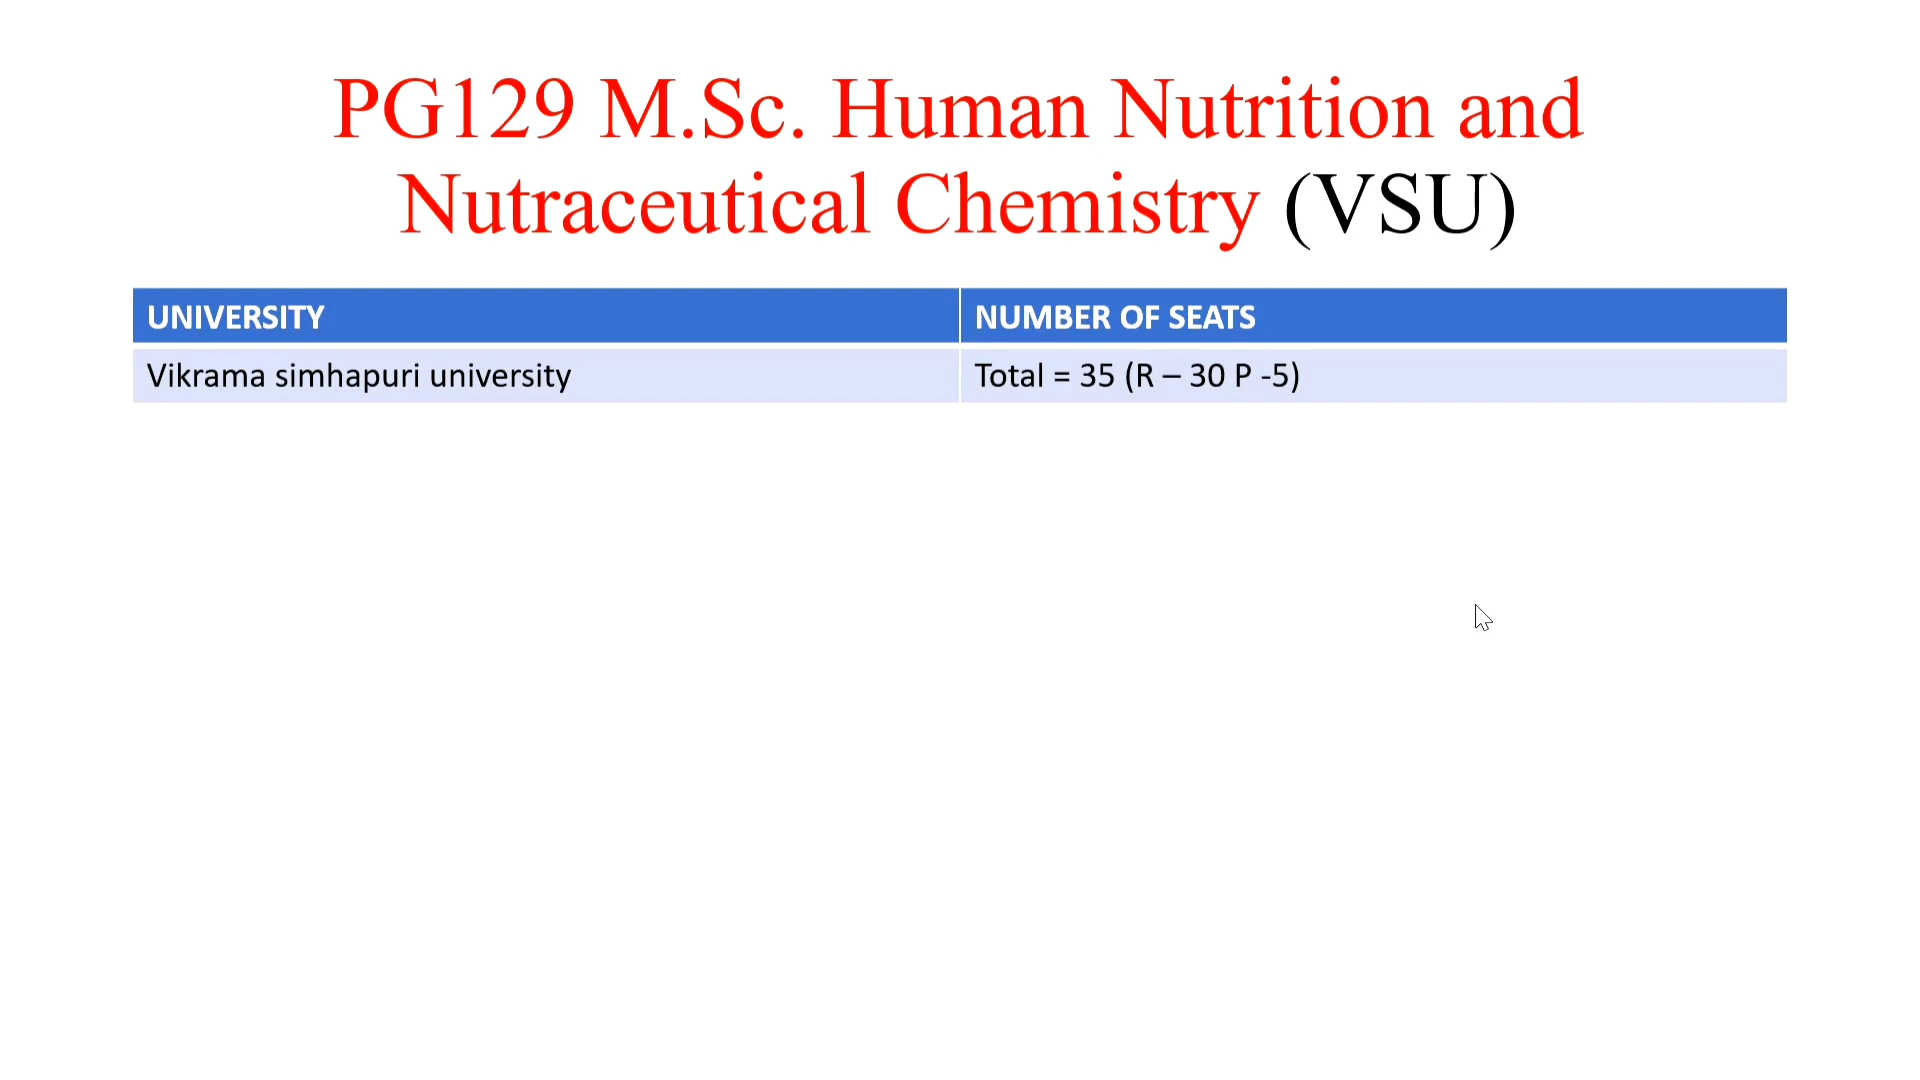 PG129 M.Sc. Human Nutrition and
Nutraceutical Chemistry (VSU)
UNIVERSITY NUMBER OF SEATS
Vikrama simhapuri university Total = 35 (R – 30 P -5)